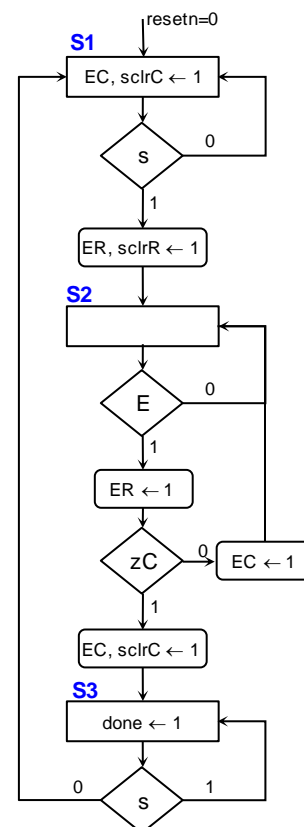 resetn=0
S1
EC, sclrC ← 1
s
0
1
ER, sclrR ← 1
S2
E
0
1
ER ← 1
zC
0
EC ← 1
1
EC, sclrC ← 1
S3
done ← 1
0
s
1